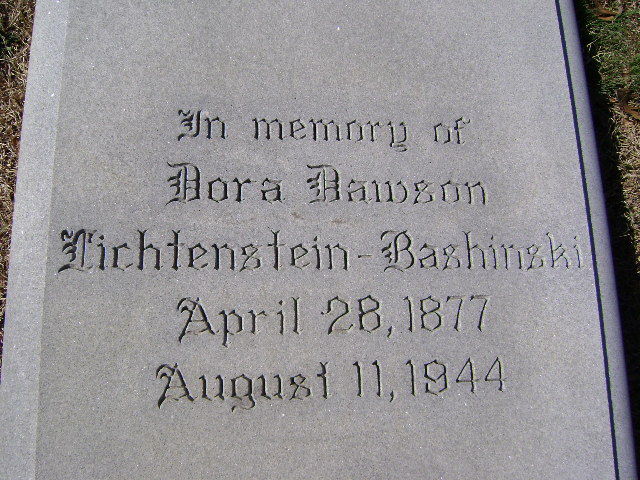 In memory of
Dora Dawson
Lichtenstein-Bashinski
April 28, 1877
August 11, 1944